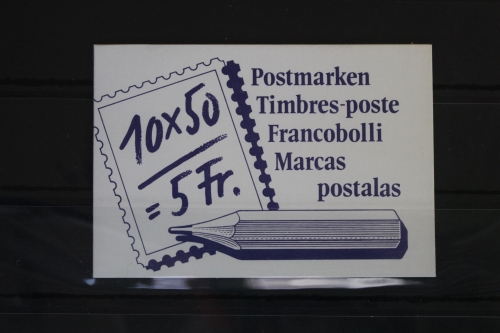 10x50
= 5 Fr.
Postmarken
Timbres-poste
Francobolli
Marcas
postalas